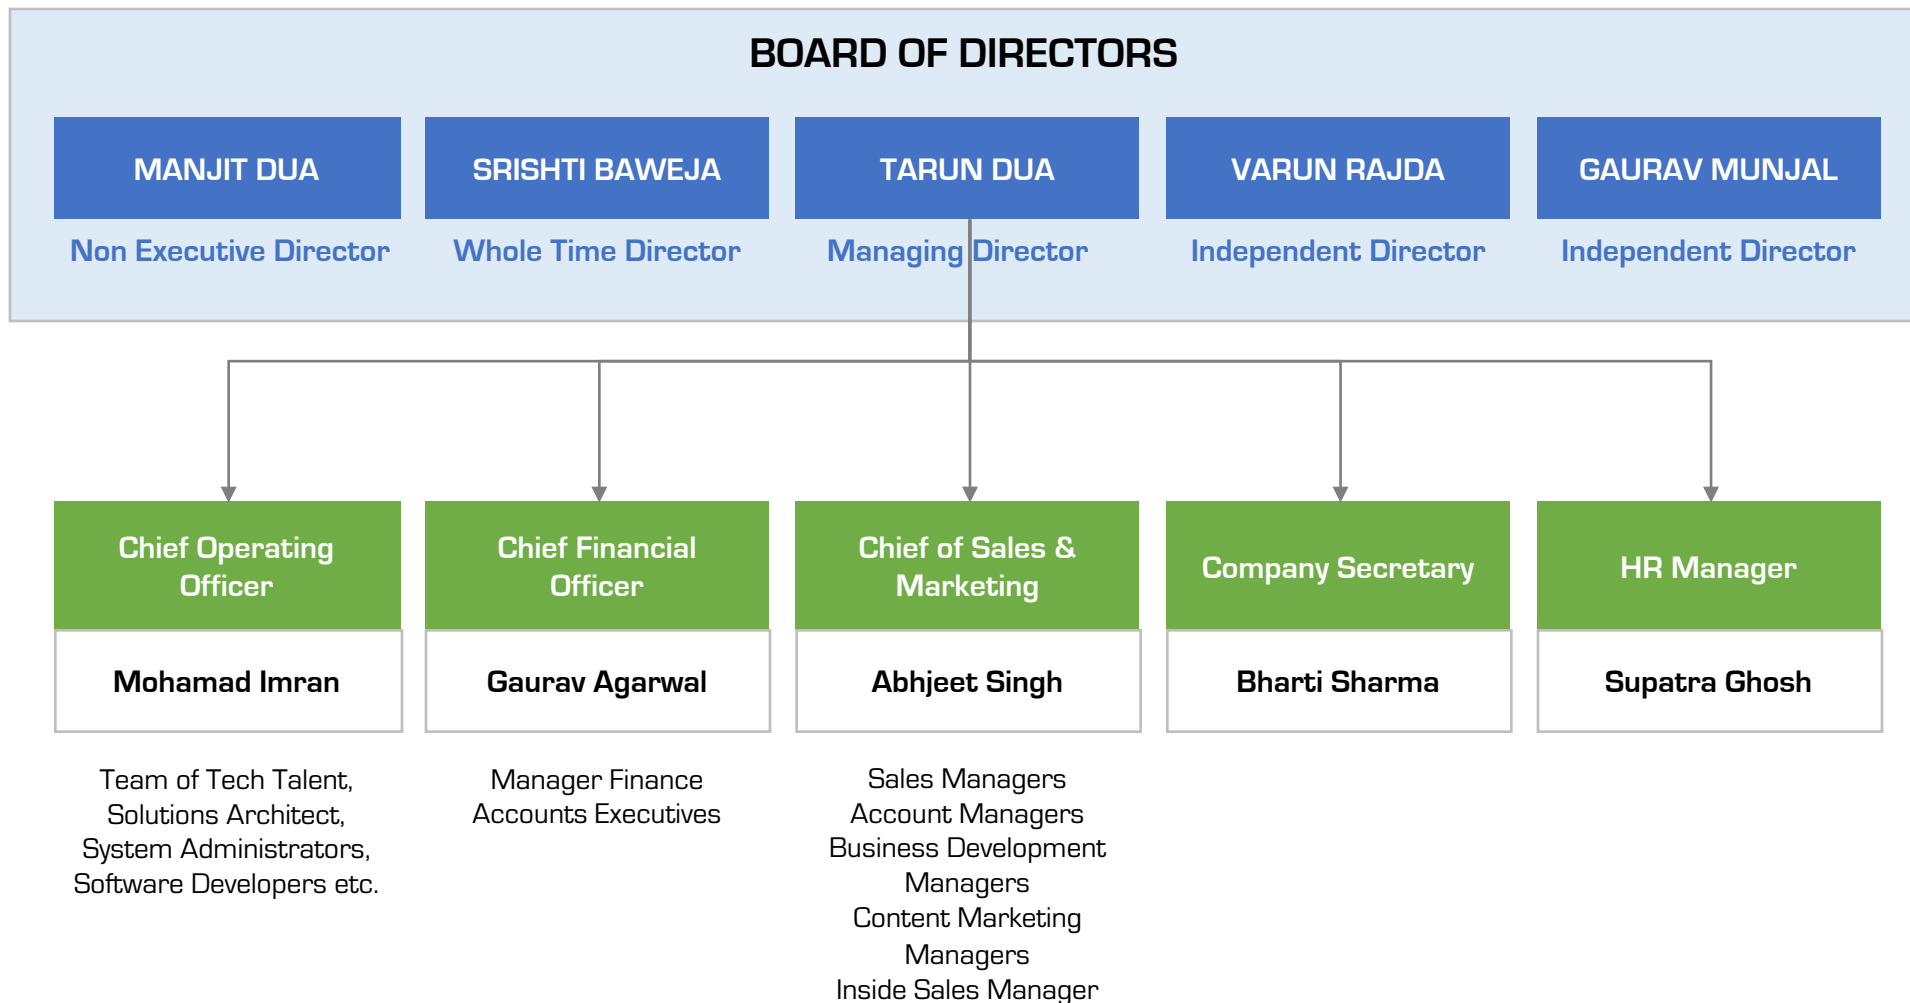 BOARD OF DIRECTORS
MANJIT DUA
SRISHTI BAWEJA
TARUN DUA
VARUN RAJDA
GAURAV MUNJAL
Non Executive Director
Whole Time Director
Managing Director
Independent Director
Independent Director
Chief Operating
Officer
Chief Financial
Officer
Chief of Sales &
Marketing
Company Secretary
HR Manager
Mohamad Imran
Gaurav Agarwal
Abhjeet Singh
Bharti Sharma
Supatra Ghosh
Team of Tech Talent,
Solutions Architect,
System Administrators,
Software Developers etc.
Manager Finance
Accounts Executives
Sales Managers
Account Managers
Business Development
Managers
Content Marketing
Managers
Inside Sales Manager